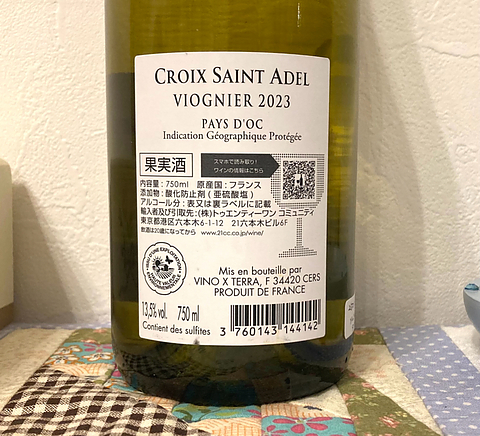 CROIX SAINT ADEL
VIOGNIER 2023
PAYS D'OC
Indication Géographique Protégée
果実酒
スマホで読み取り!
ワインの情報はこちら
内容量:750ml 原産国:フランス
添加物:酸化防止剤(亜硫酸塩)
アルコール分:表又は裏ラベルに記載
輸入者及び引取先:(株)トゥエンティーワン コミュニティ
東京都港区六本木6-1-12 21六本木ビル6F
飲酒は20歳になってから www.21cc.co.jp/wine/
Mis en bouteille par
VINO X TERRA, F 34420 CERS
PRODUIT DE FRANCE
13,5% vol. 750 ml
Contient des sulfites
3 760143 144142